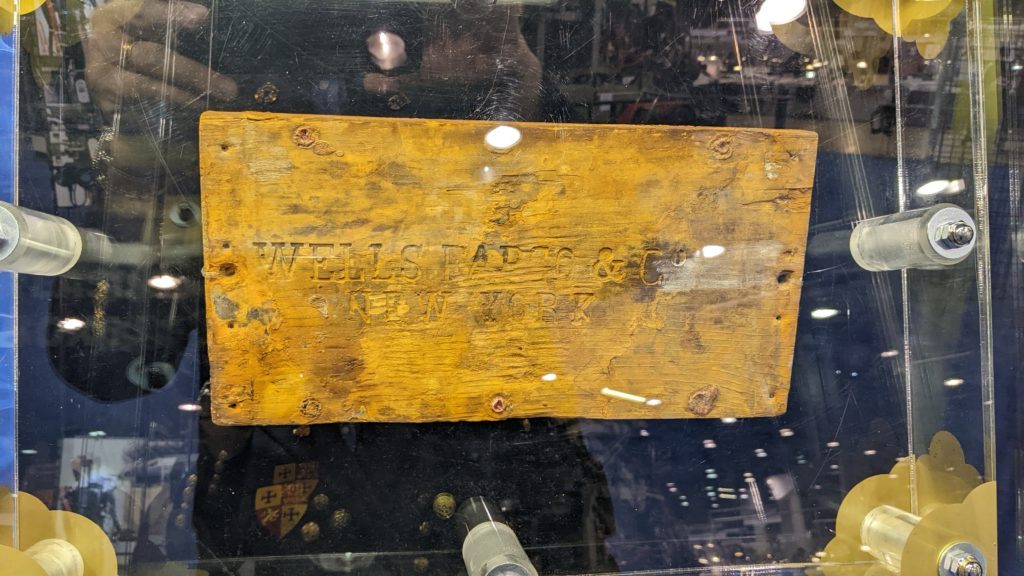 WELLS FARGO & Co
NEW YORK